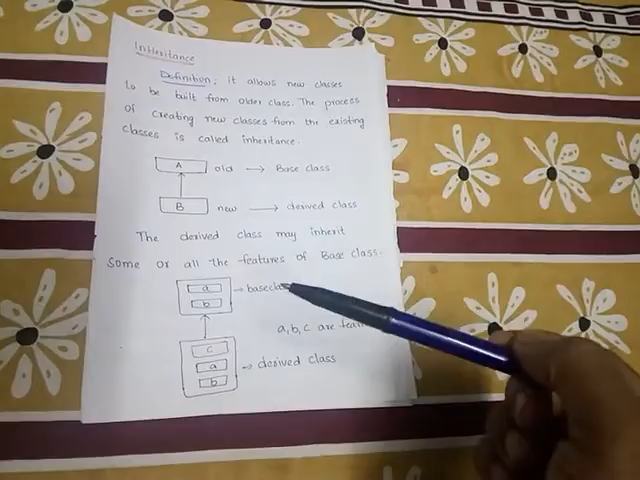 Inheritance
Definition: it allows new classes
to be built from older class. The process
of creating new classes from the existing
classes is called inheritance.
A old → Base class
B new → derived class
The derived class may inherit
some or all the features of Base class.
a → basecla
b
a, b, c are
c
a → derived class
b